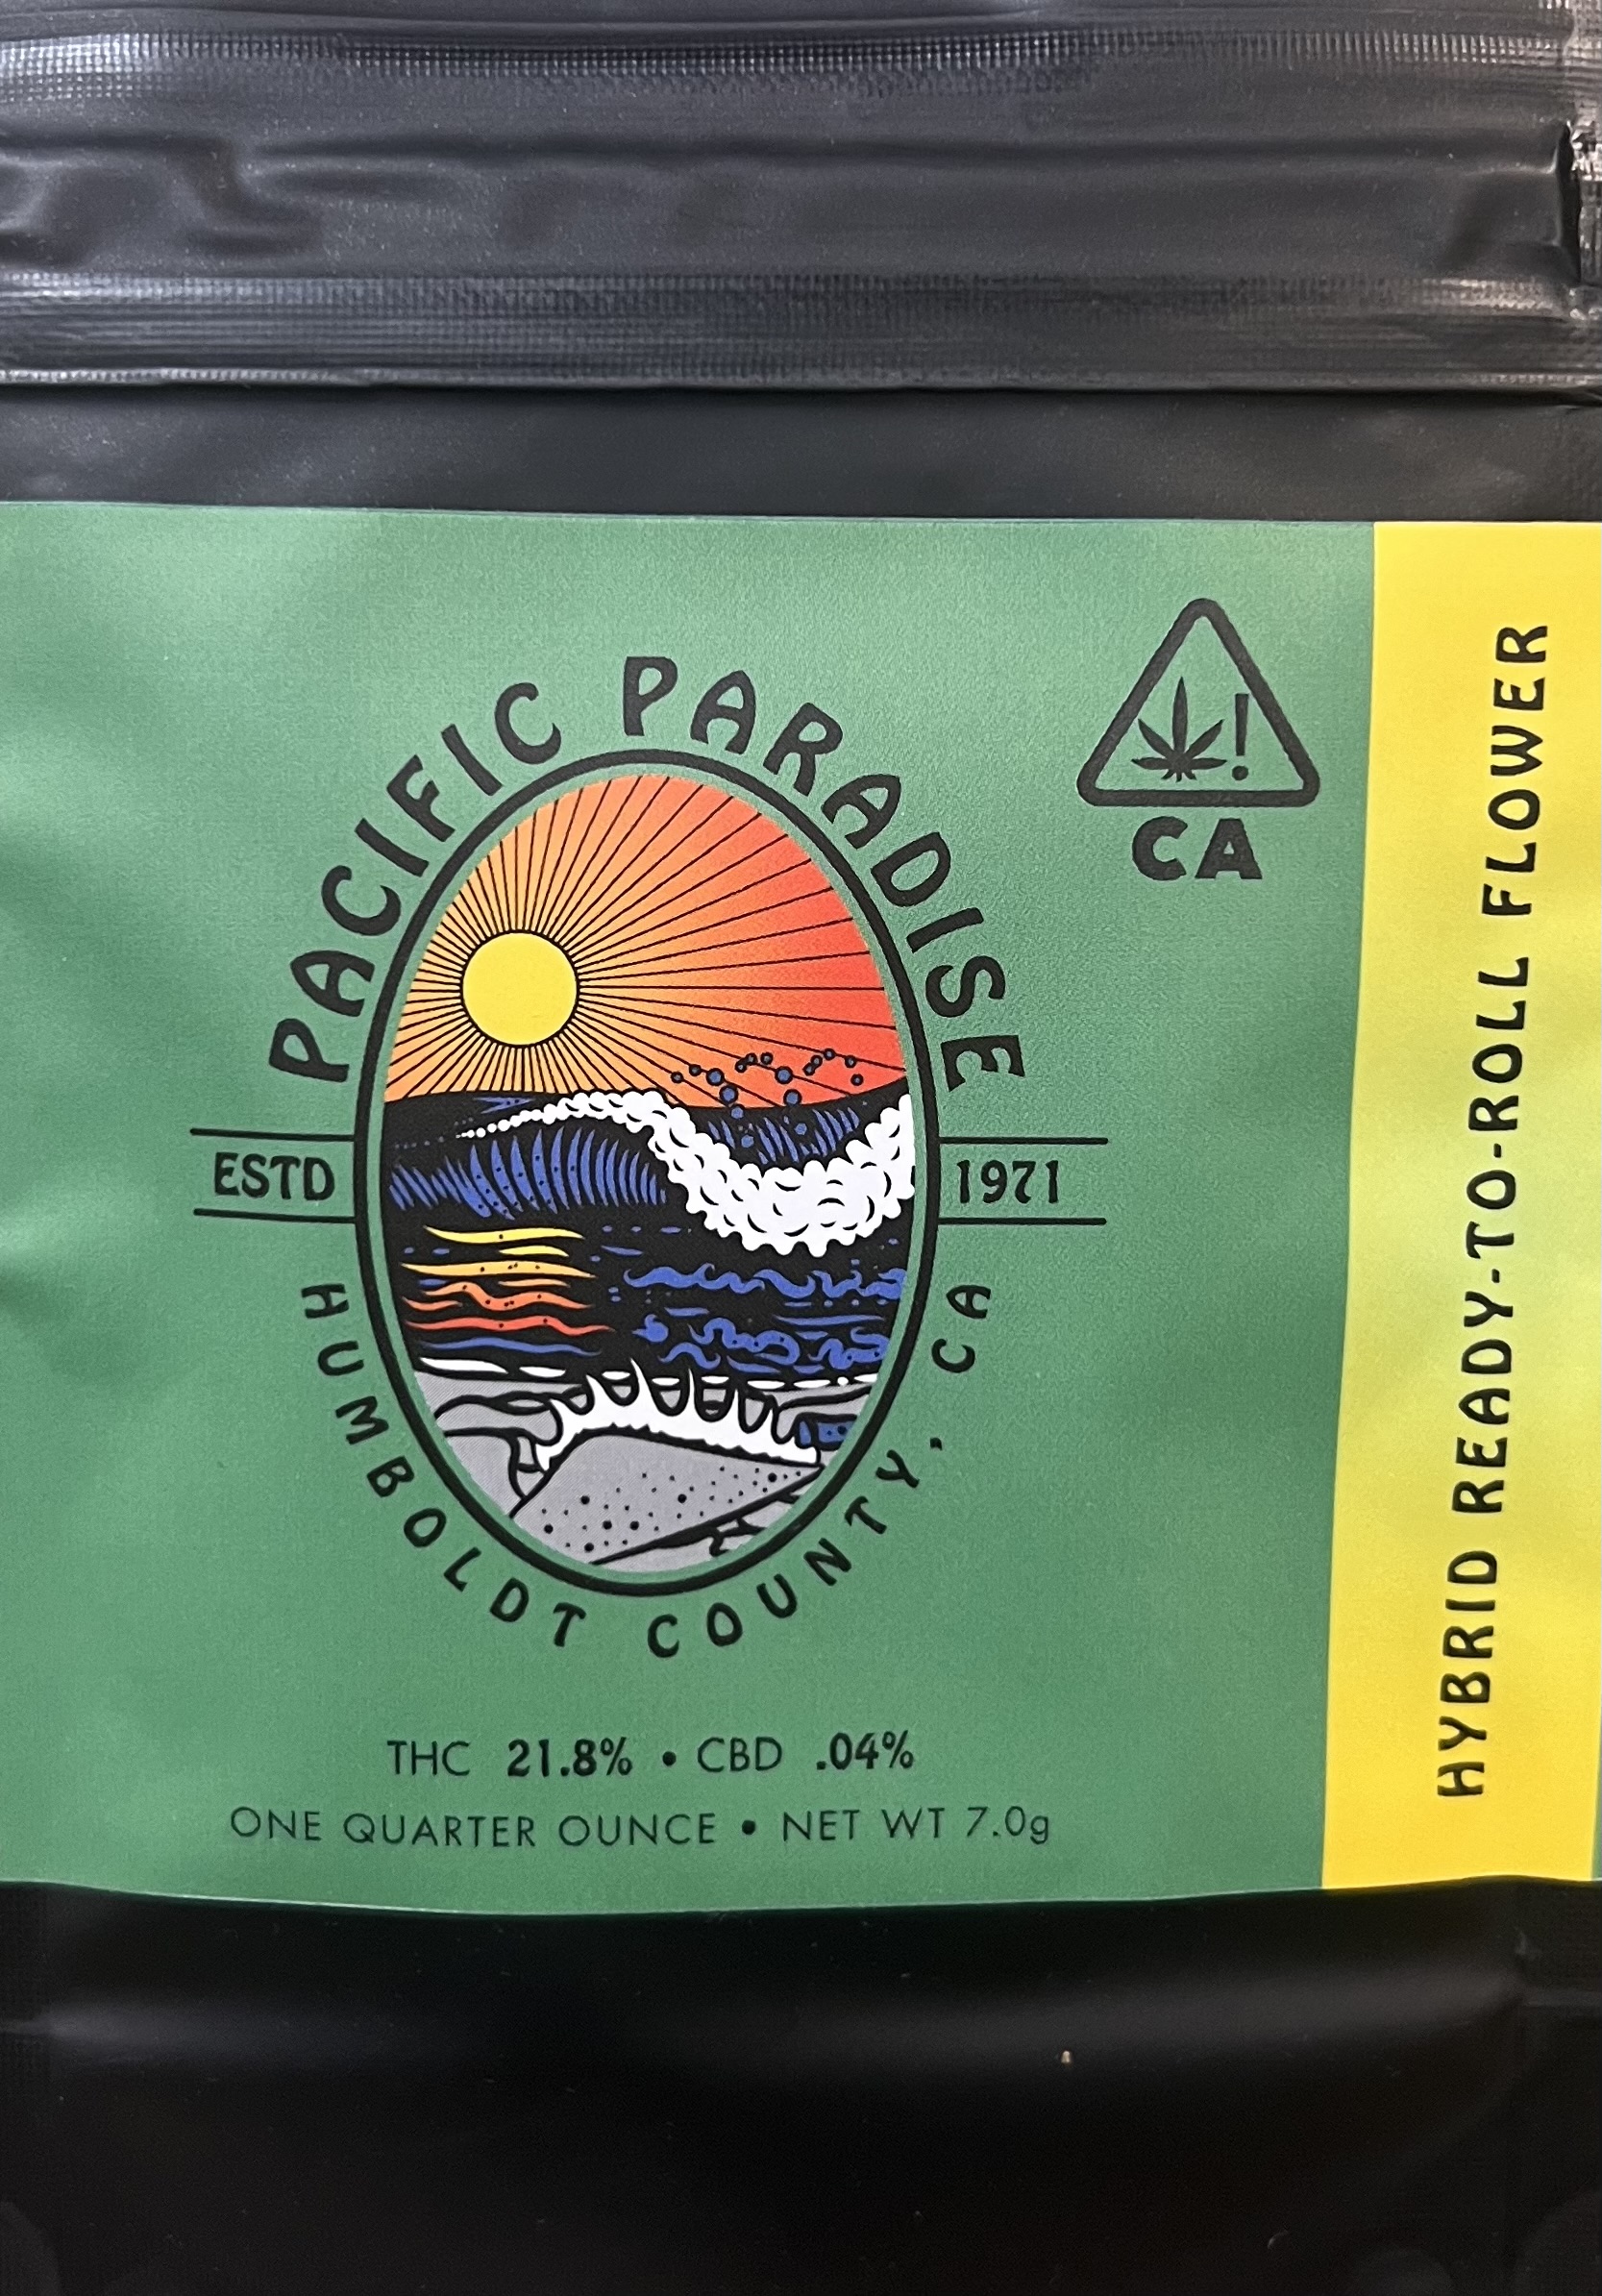 PACIFIC PARADISE
!
CA
ESTD 1971
HUMBOLDT COUNTY, CA
THC 21.8% • CBD .04%
ONE QUARTER OUNCE • NET WT 7.0g
HYBRID READY-TO-ROLL FLOWER